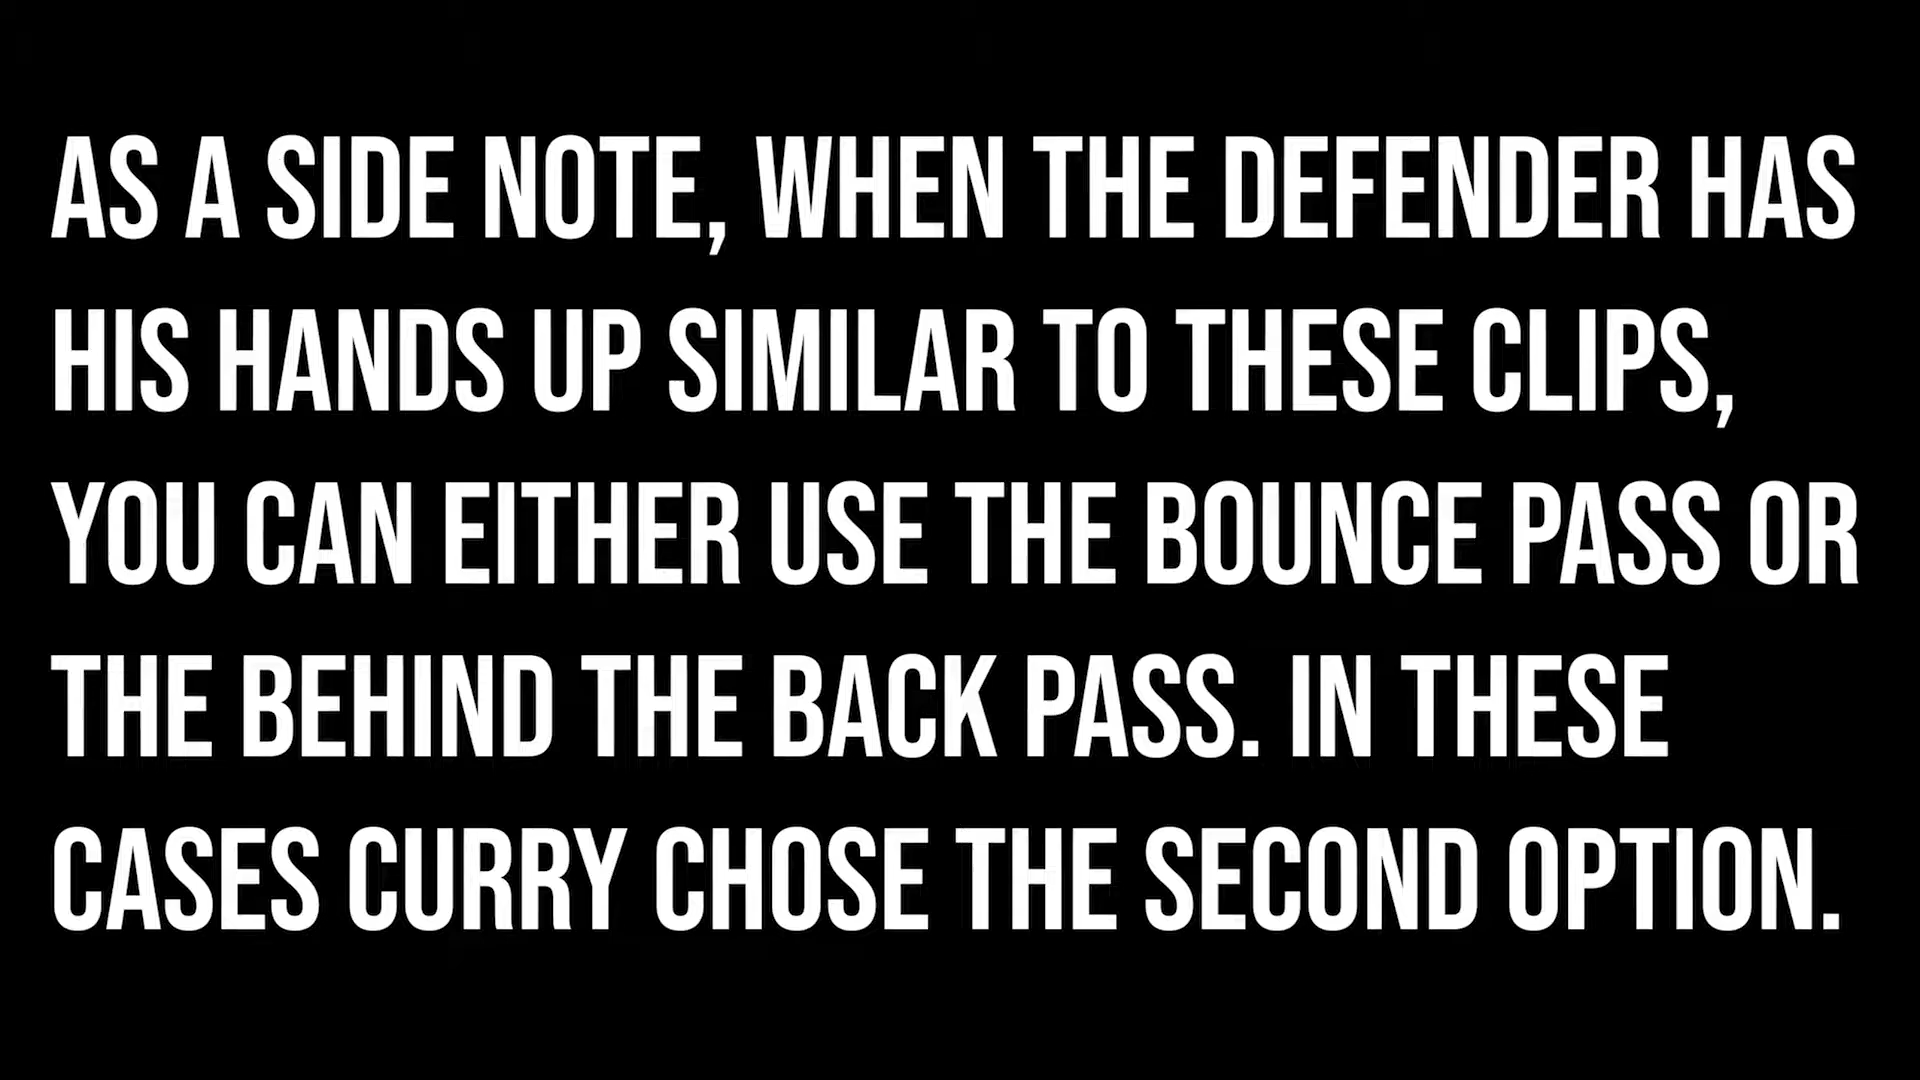 AS A SIDE NOTE, WHEN THE DEFENDER HAS
HIS HANDS UP SIMILAR TO THESE CLIPS,
YOU CAN EITHER USE THE BOUNCE PASS OR
THE BEHIND THE BACK PASS. IN THESE
CASES CURRY CHOSE THE SECOND OPTION.